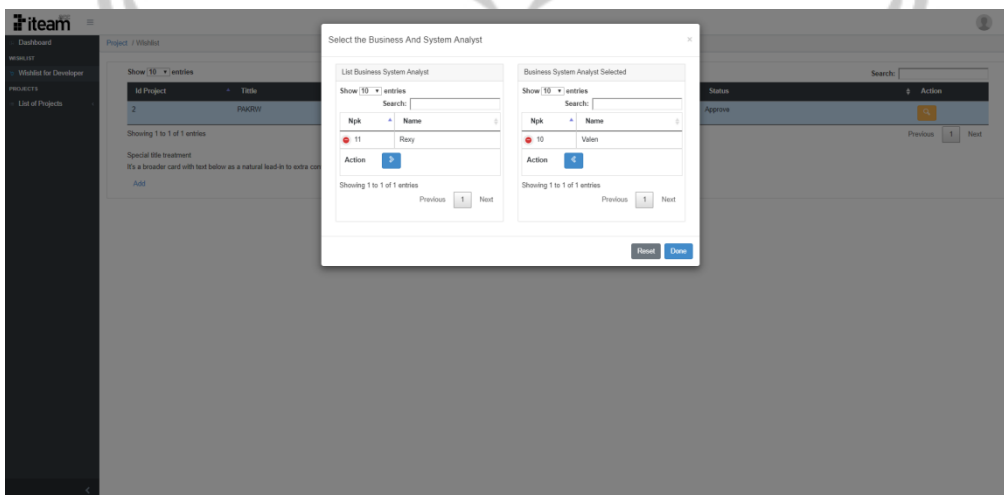 iteam
Dashboard
WISHLIST
Wishlist for Developer
PROJECTS
List of Projects
Project / Wishlist
Show 10 entries
Search:
Id Project Tittle Status Action
2 PAKRW Approve
Showing 1 to 1 of 1 entries
Previous 1 Next
Special title treatment
It's a broader card with text below as a natural lead-in to extra con
Add
Select the Business And System Analyst
×
List Business System Analyst
Show 10 entries
Search:
Npk Name
11 Rexy
Action
Showing 1 to 1 of 1 entries
Previous 1 Next
Business System Analyst Selected
Show 10 entries
Search:
Npk Name
10 Valen
Action
Showing 1 to 1 of 1 entries
Previous 1 Next
Reset Done